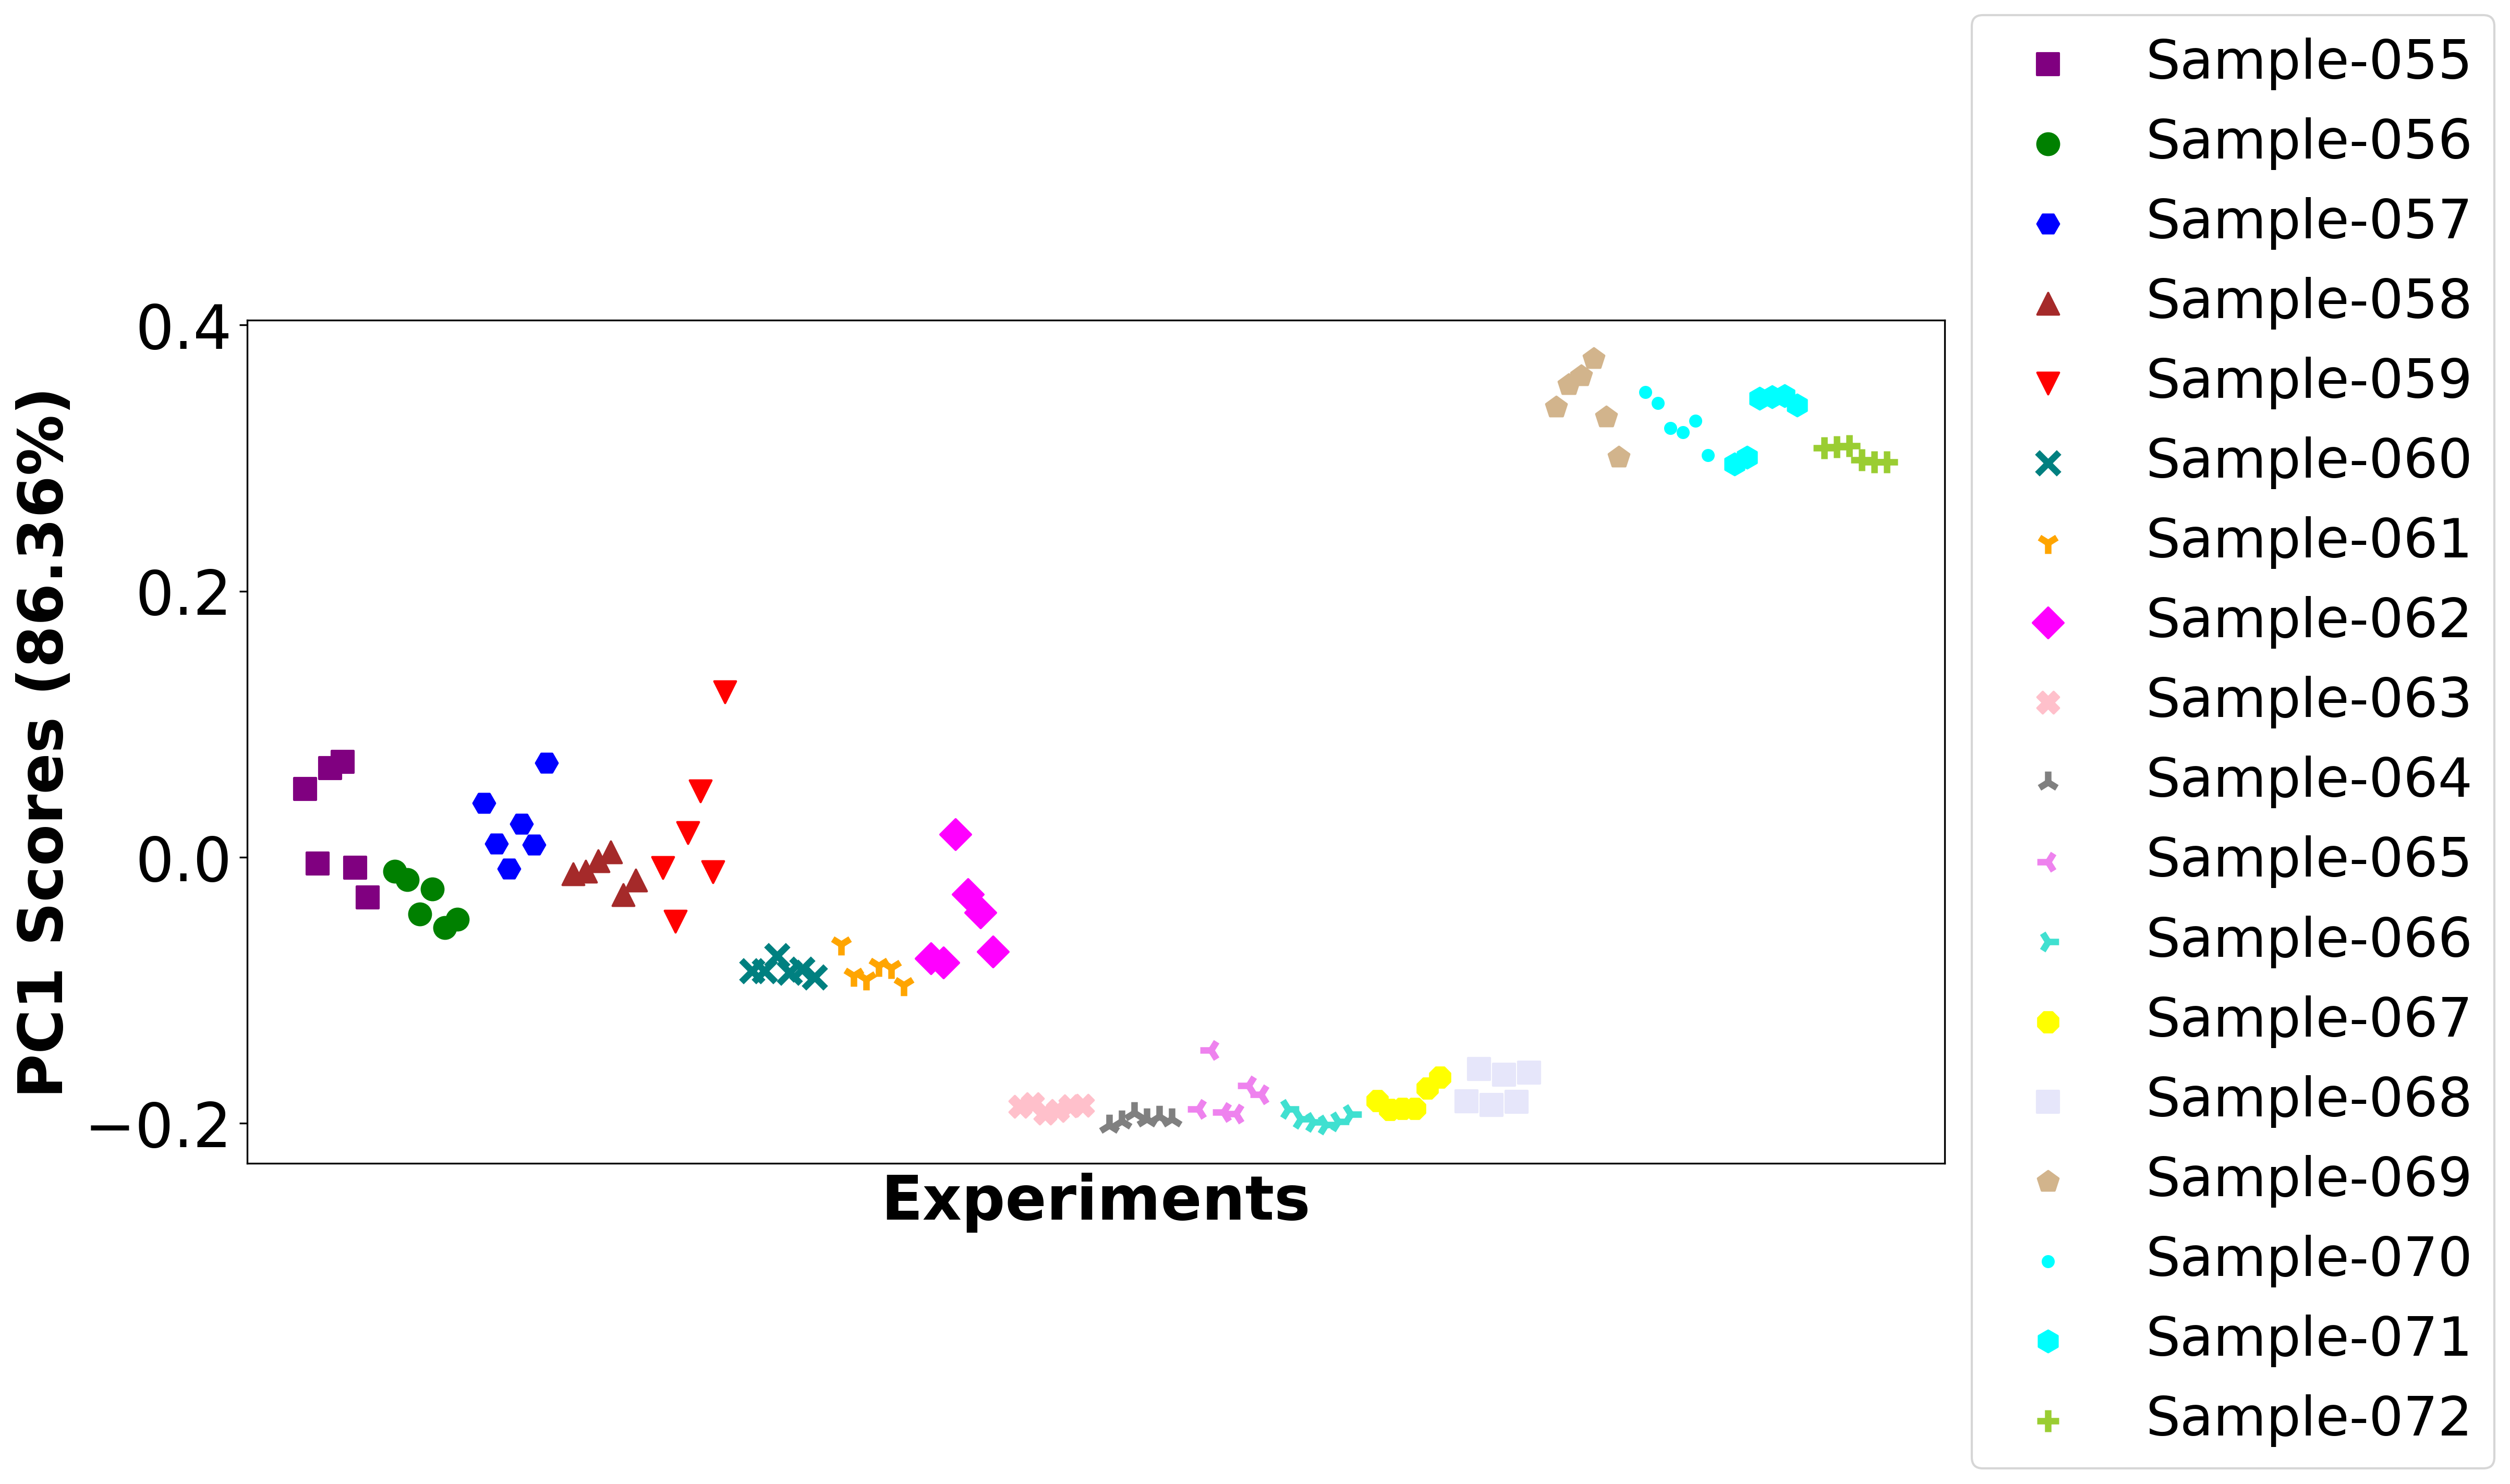 PC1 Scores (86.36%)
0.4
0.2
0.0
−0.2
Experiments
Sample-055
Sample-056
Sample-057
Sample-058
Sample-059
Sample-060
Sample-061
Sample-062
Sample-063
Sample-064
Sample-065
Sample-066
Sample-067
Sample-068
Sample-069
Sample-070
Sample-071
Sample-072